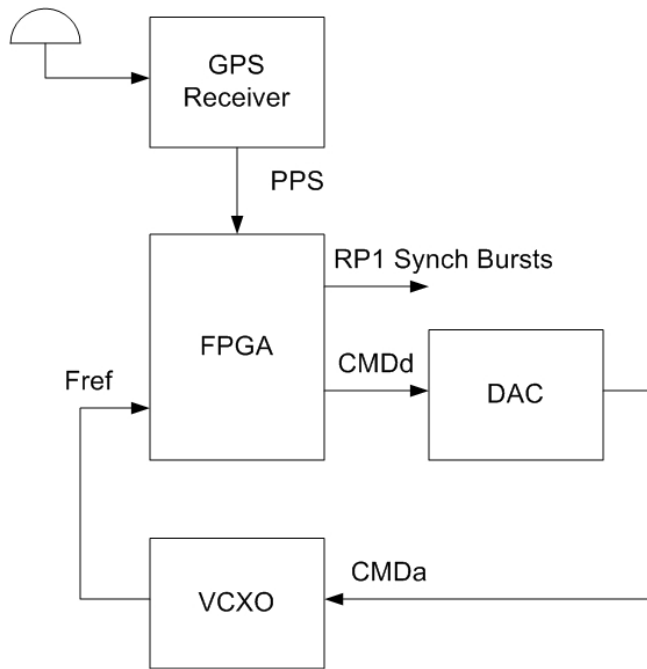 GPS
Receiver
PPS
RP1 Synch Bursts
FPGA
CMDd
DAC
Fref
CMDa
VCXO